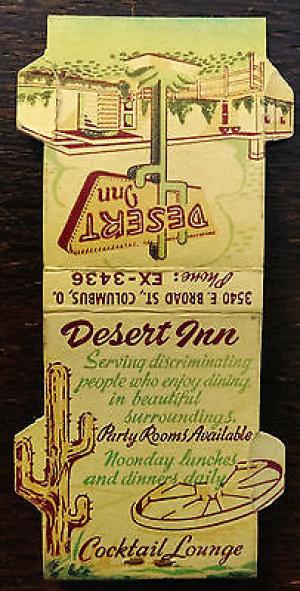 DESERT
Inn
3540 E. BROAD ST., COLUMBUS, O.
Phone: EX-3436
Desert Inn
Serving discriminating
people who enjoy dining
in beautiful
surroundings.
Party Rooms Available
Noonday lunches
and dinners daily
Cocktail Lounge